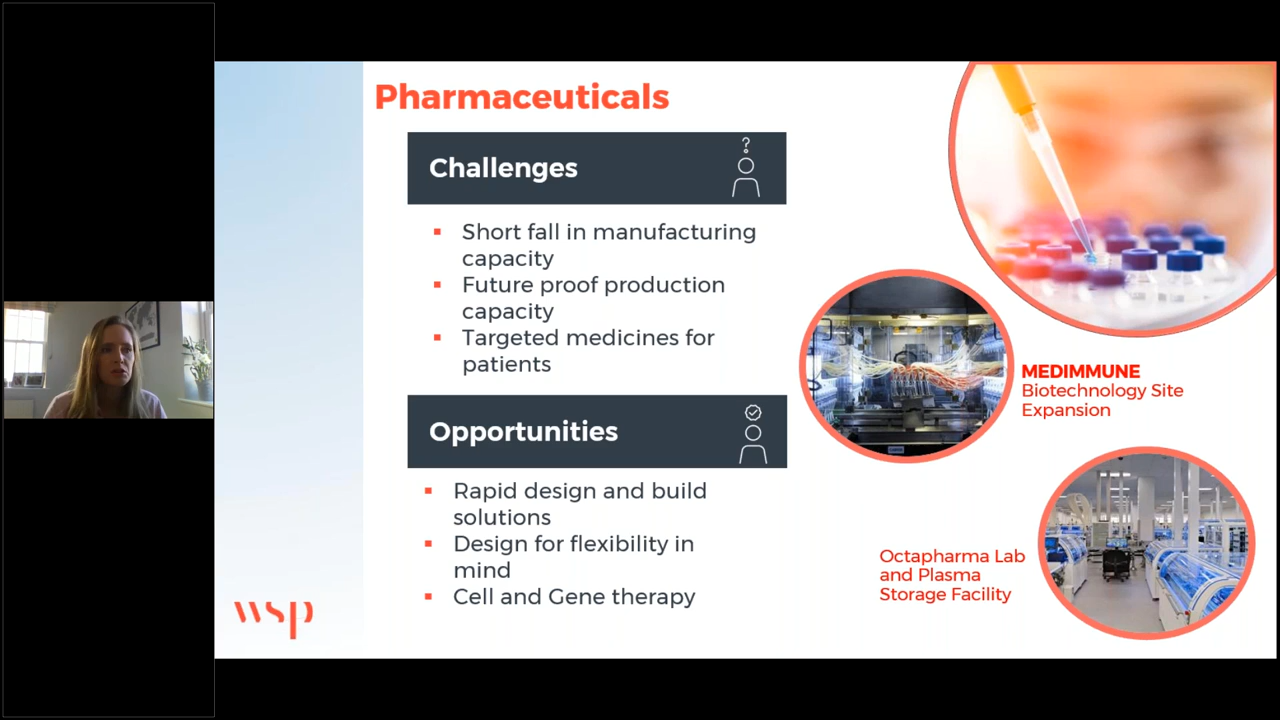 Pharmaceuticals
Challenges
?
Short fall in manufacturing
capacity
Future proof production
capacity
Targeted medicines for
patients
Opportunities
Rapid design and build
solutions
Design for flexibility in
mind
Cell and Gene therapy
MEDIMMUNE
Biotechnology Site
Expansion
Octapharma Lab
and Plasma
Storage Facility
wsp